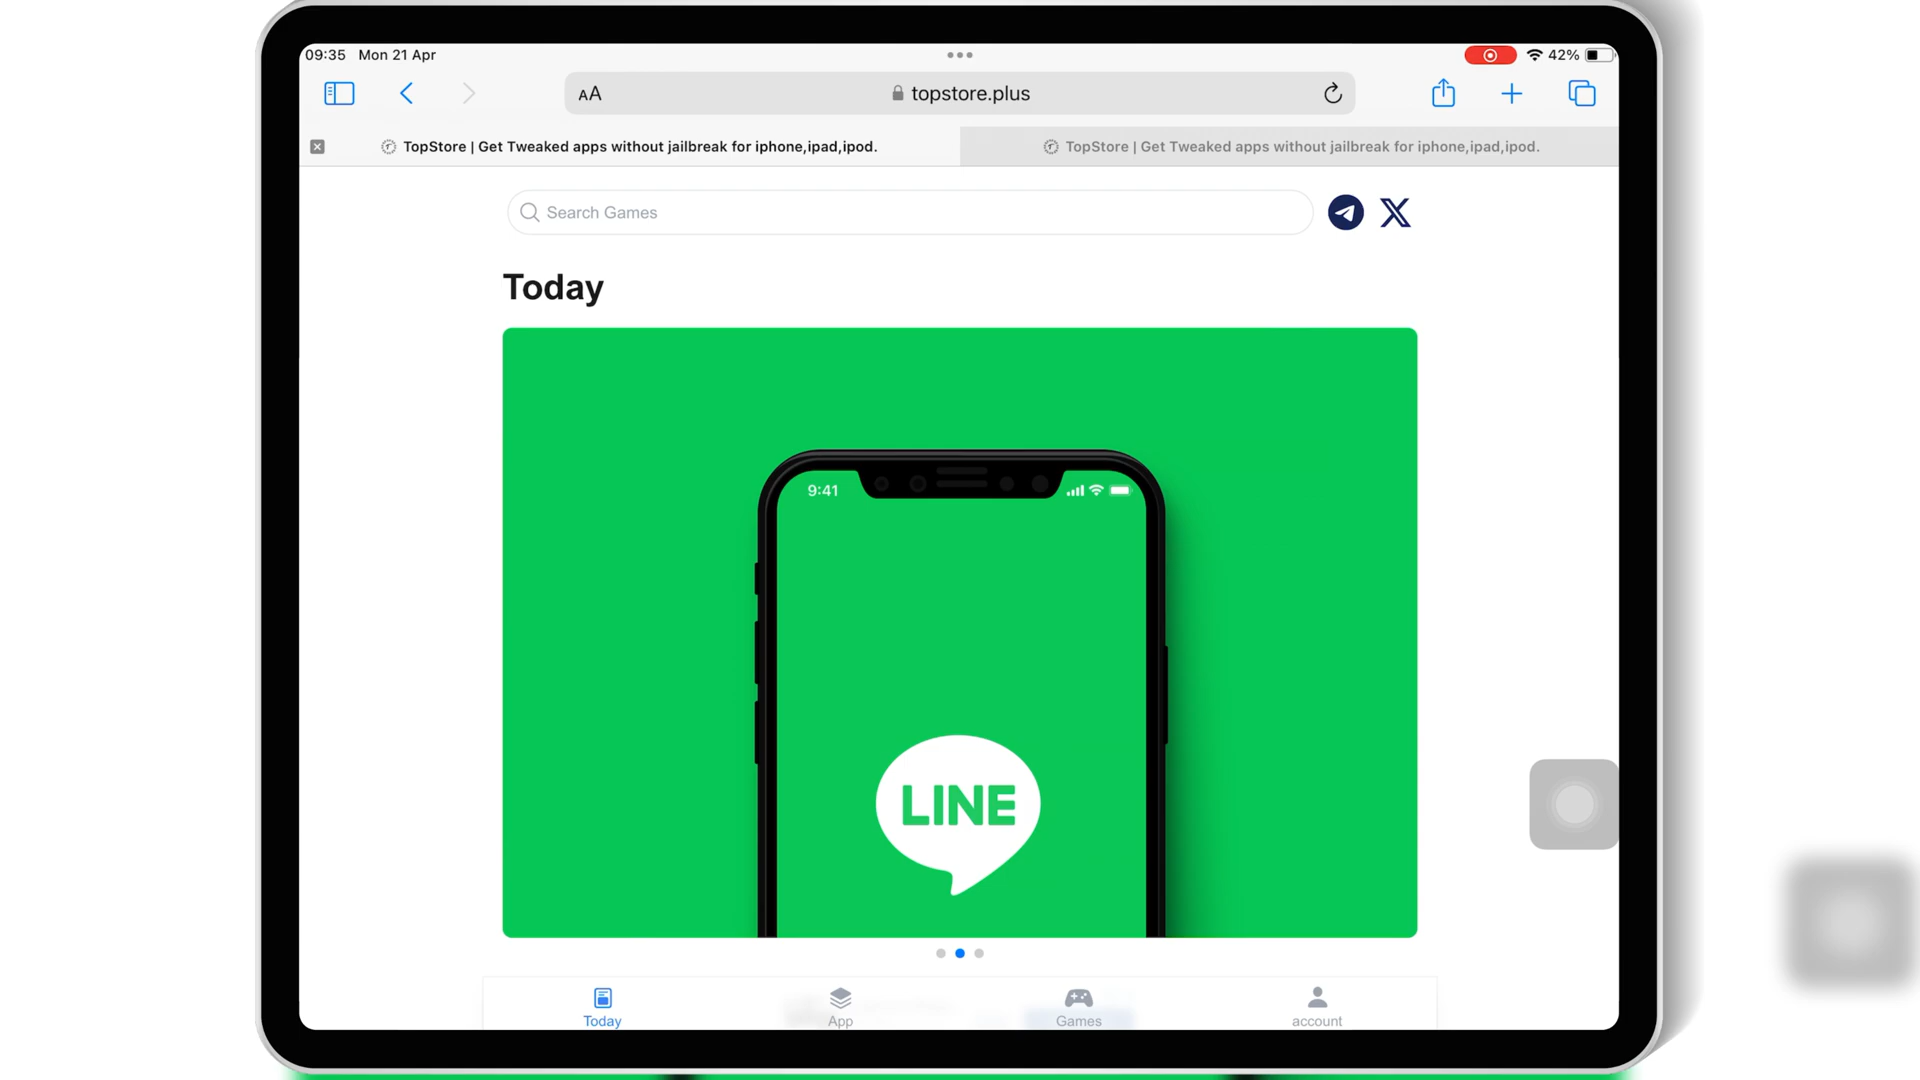 09:35 Mon 21 Apr
42%
AA
topstore.plus
TopStore | Get Tweaked apps without jailbreak for iphone,ipad,ipod.
TopStore | Get Tweaked apps without jailbreak for iphone,ipad,ipod.
Search Games
Today
9:41
LINE
Today
App
Games
account